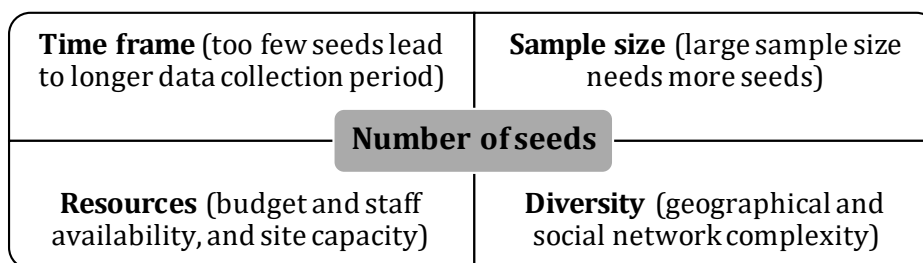 Time frame (too few seeds lead
to longer data collection period)
Sample size (large sample size
needs more seeds)
Number of seeds
Resources (budget and staff
availability, and site capacity)
Diversity (geographical and
social network complexity)